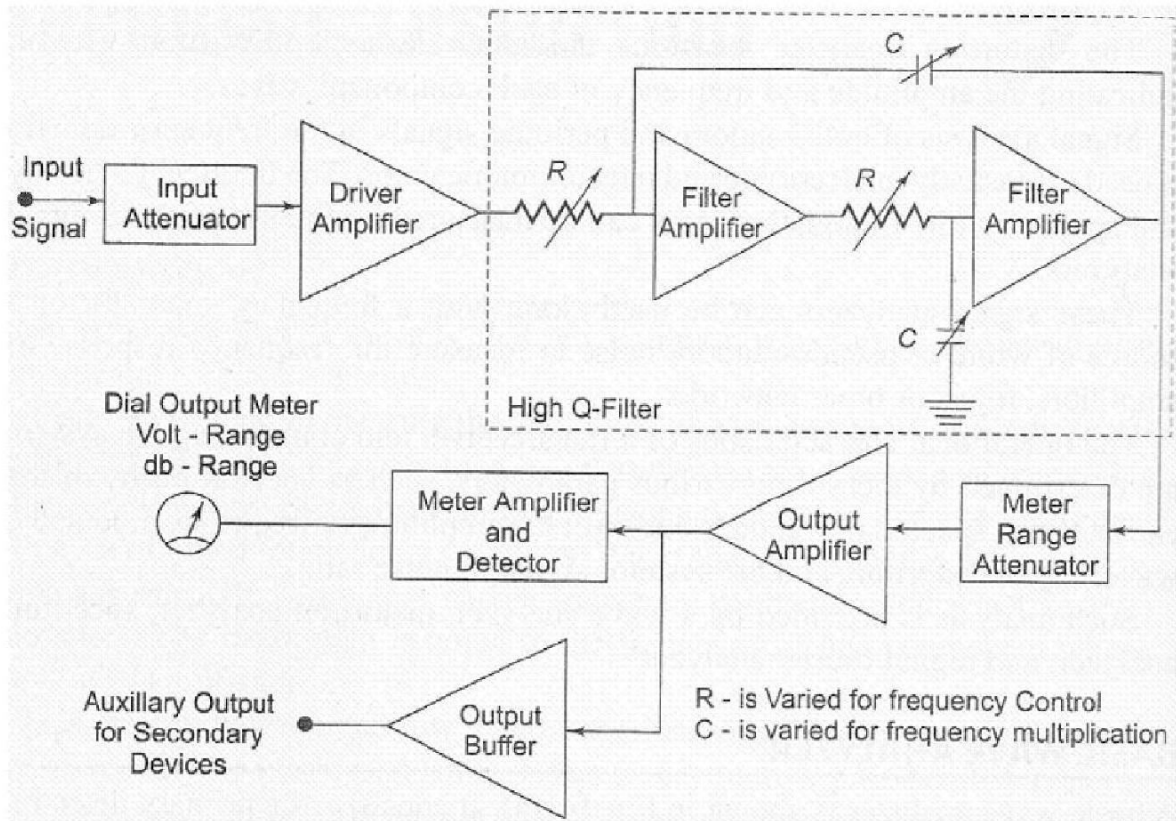 C
Input
Signal
Input
Attenuator
Driver
Amplifier
R
Filter
Amplifier
R
Filter
Amplifier
C
High Q-Filter
Dial Output Meter
Volt - Range
db - Range
Meter Amplifier
and
Detector
Output
Amplifier
Meter
Range
Attenuator
Auxillary Output
for Secondary
Devices
Output
Buffer
R - is Varied for frequency Control
C - is varied for frequency multiplication